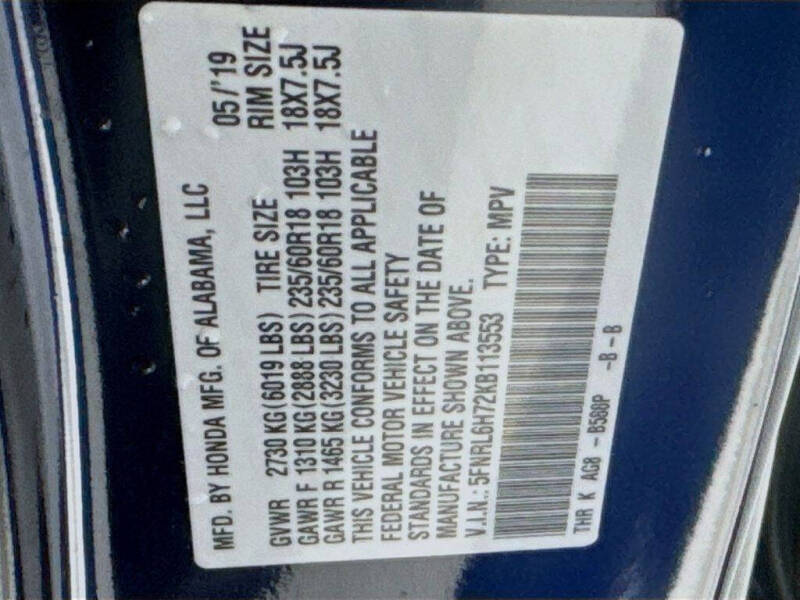 MFD. BY HONDA MFG. OF ALABAMA, LLC 05/'19
GVWR 2730 KG (6019 LBS) TIRE SIZE RIM SIZE
GAWR F 1310 KG (2888 LBS) 235/60R18 103H 18X7.5J
GAWR R 1465 KG (3230 LBS) 235/60R18 103H 18X7.5J
THIS VEHICLE CONFORMS TO ALL APPLICABLE
FEDERAL MOTOR VEHICLE SAFETY
STANDARDS IN EFFECT ON THE DATE OF
MANUFACTURE SHOWN ABOVE.
V.I.N.: 5FNRL6H72KB113553 TYPE: MPV
THR K AG8 - B588P -B-B